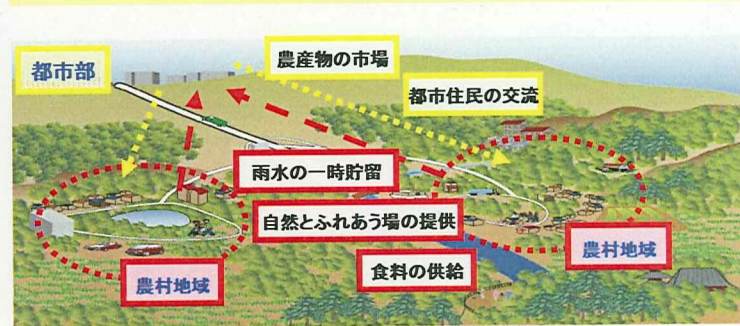 農産物の市場
都市部
都市住民の交流
雨水の一時貯留
自然とふれあう場の提供
農村地域
食料の供給
農村地域